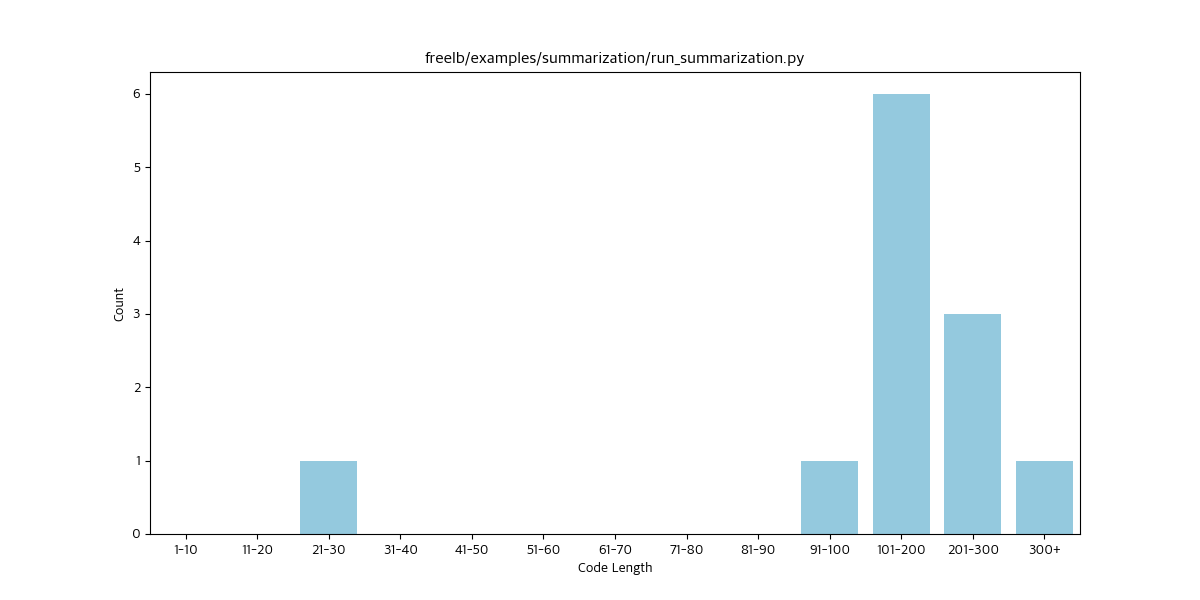 freelb/examples/summarization/run_summarization.py
Count
6
5
4
3
2
1
0
1-10 11-20 21-30 31-40 41-50 51-60 61-70 71-80 81-90 91-100 101-200 201-300 300+
Code Length